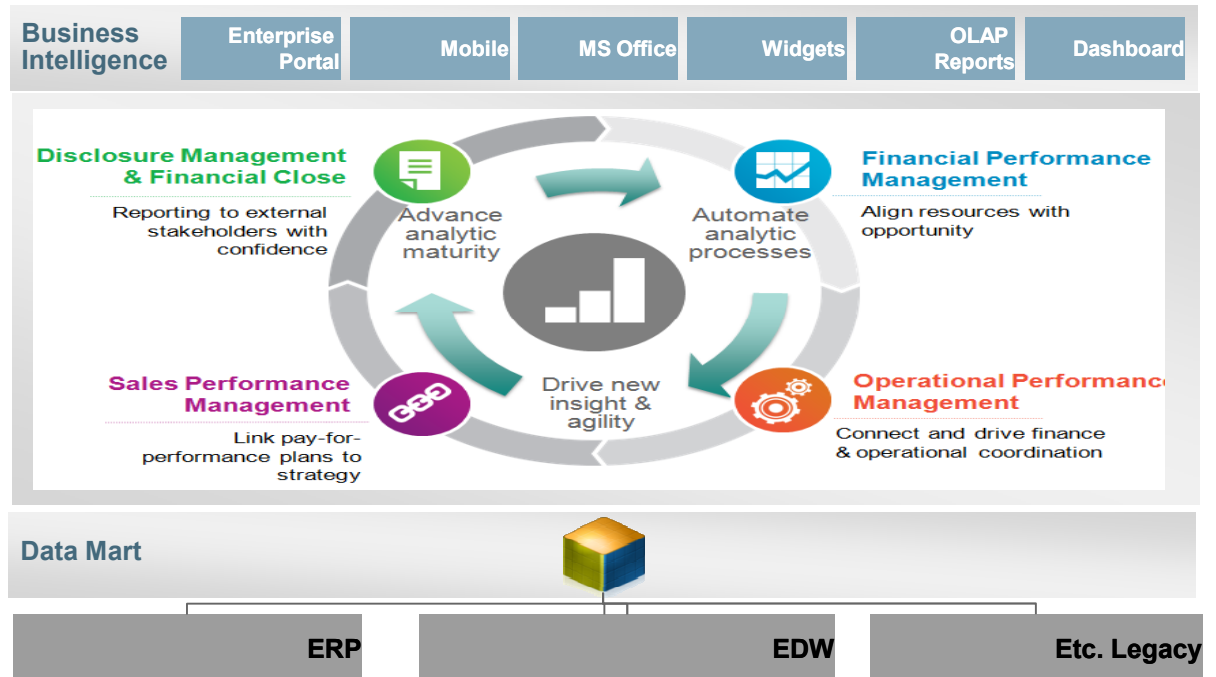 Business
Intelligence
Enterprise
Portal
Mobile
MS Office
Widgets
OLAP
Reports
Dashboard
Disclosure Management
& Financial Close
Reporting to external
stakeholders with
confidence
Advance
analytic
maturity
Automate
analytic
processes
Financial Performance
Management
Align resources with
opportunity
Sales Performance
Management
Link pay-for-
performance plans to
strategy
Drive new
insight &
agility
Operational Performanc
Management
Connect and drive finance
& operational coordination
Data Mart
ERP
EDW
Etc. Legacy